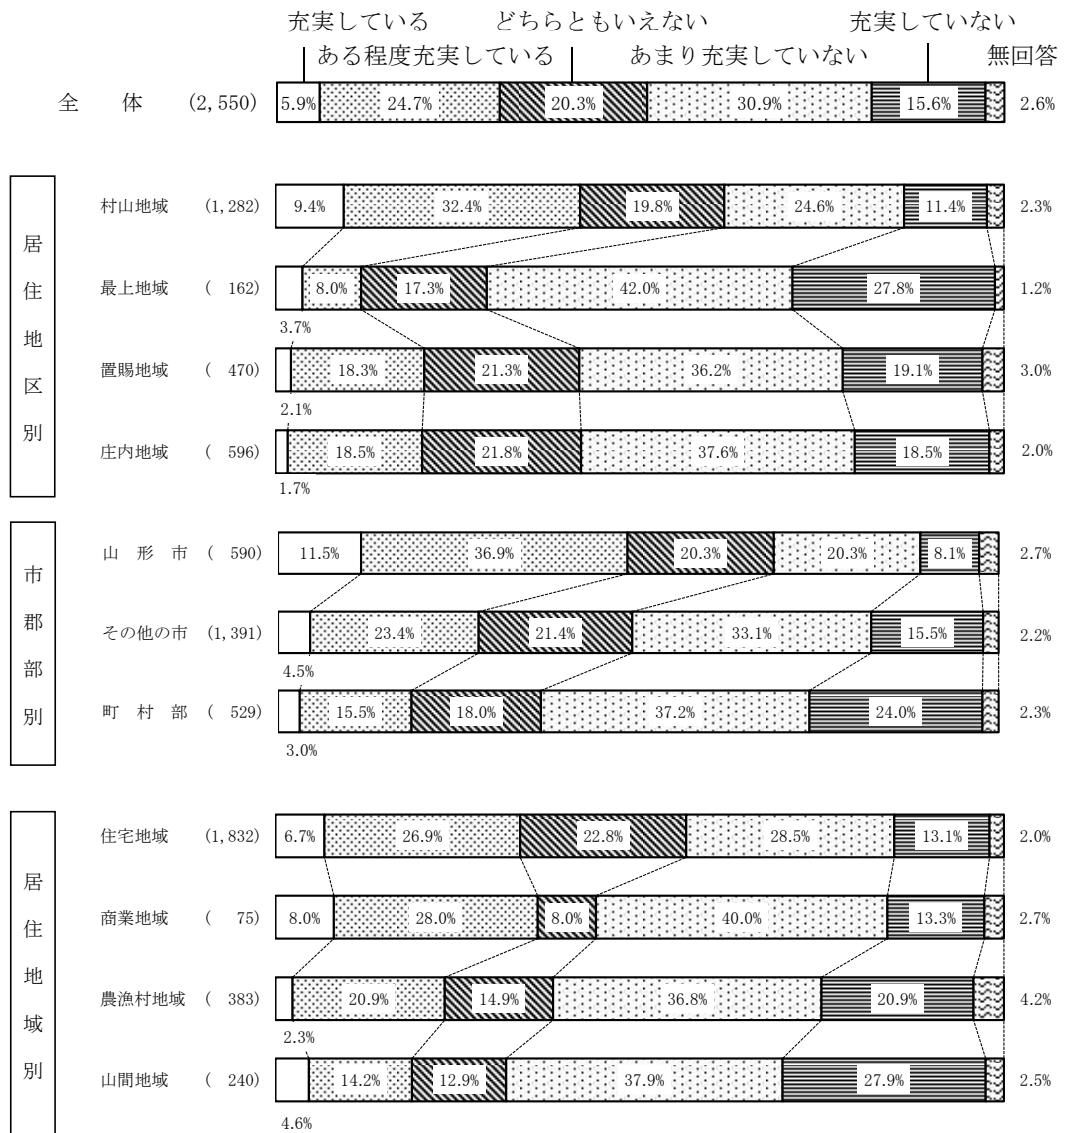 充実している どちらともいえない 充実していない
ある程度充実している あまり充実していない 無回答
全 体 (2,550) 5.9% 24.7% 20.3% 30.9% 15.6% 2.6%
居住地区別
村山地域 (1,282) 9.4% 32.4% 19.8% 24.6% 11.4% 2.3%
最上地域 ( 162) 8.0% 17.3% 42.0% 27.8% 1.2%
3.7%
置賜地域 ( 470) 18.3% 21.3% 36.2% 19.1% 3.0%
2.1%
庄内地域 ( 596) 18.5% 21.8% 37.6% 18.5% 2.0%
1.7%
市郡部別
山 形 市 ( 590) 11.5% 36.9% 20.3% 20.3% 8.1% 2.7%
その他の市 (1,391) 23.4% 21.4% 33.1% 15.5% 2.2%
4.5%
町 村 部 ( 529) 15.5% 18.0% 37.2% 24.0% 2.3%
3.0%
居住地域別
住宅地域 (1,832) 6.7% 26.9% 22.8% 28.5% 13.1% 2.0%
商業地域 ( 75) 8.0% 28.0% 8.0% 40.0% 13.3% 2.7%
農漁村地域 ( 383) 20.9% 14.9% 36.8% 20.9% 4.2%
2.3%
山間地域 ( 240) 14.2% 12.9% 37.9% 27.9% 2.5%
4.6%